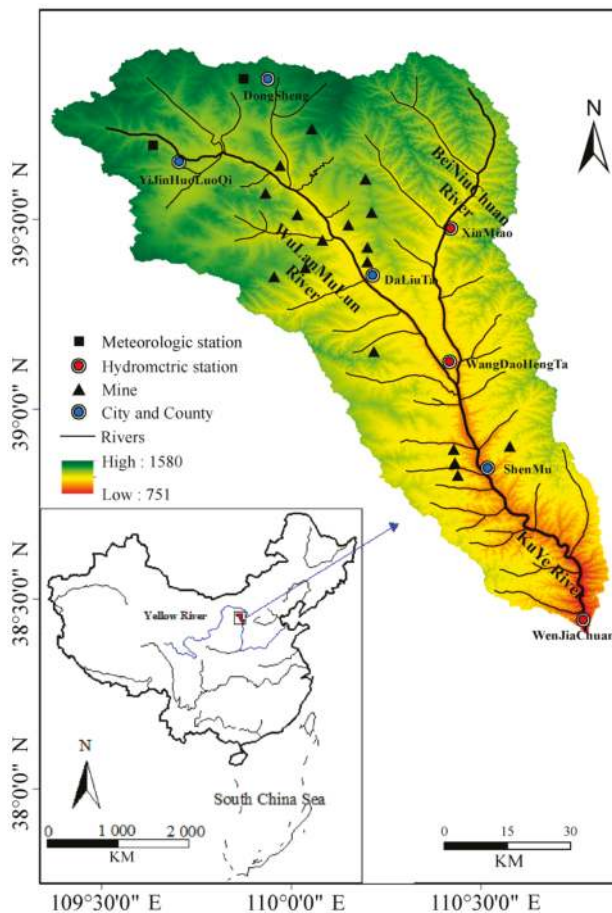 N
DongSheng
YiJinHuoLuoQi
BeiNiuChuan
River
XinMiao
WuLanMuLun
River
DaLiuTa
WangDaoHengTa
ShenMu
KuYe River
WenJiaChuan
Meteorologic station
Hydromctric station
Mine
City and County
Rivers
High : 1580
Low : 751
Yellow River
N
South China Sea
0 1 000 2 000
KM
0 15 30
KM
39°30'0" N
39°0'0" N
38°30'0" N
38°0'0" N
109°30'0" E
110°0'0" E
110°30'0" E